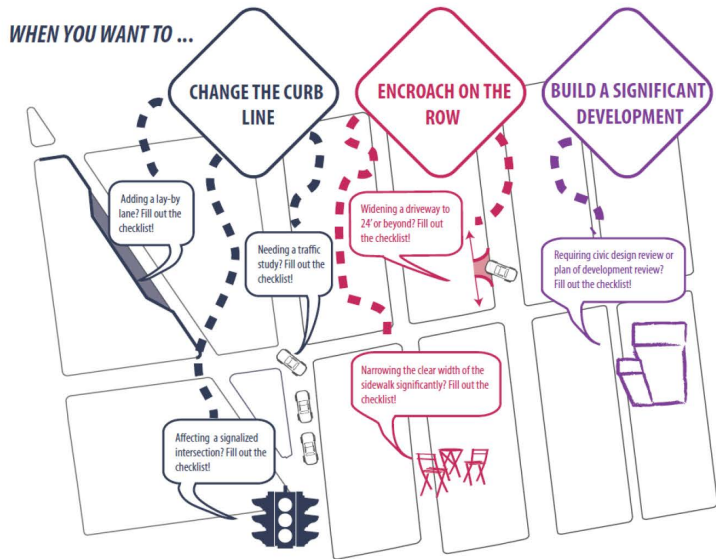 WHEN YOU WANT TO ...
CHANGE THE CURB
LINE
ENCROACH ON THE
ROW
BUILD A SIGNIFICANT
DEVELOPMENT
Adding a lay-by
lane? Fill out the
checklist!
Needing a traffic
study? Fill out the
checklist!
Widening a driveway to
24' or beyond? Fill out
the checklist!
Requiring civic design review or
plan of development review?
Fill out the checklist!
Narrowing the clear width of the
sidewalk significantly? Fill out the
checklist!
Affecting a signalized
intersection? Fill out the
checklist!